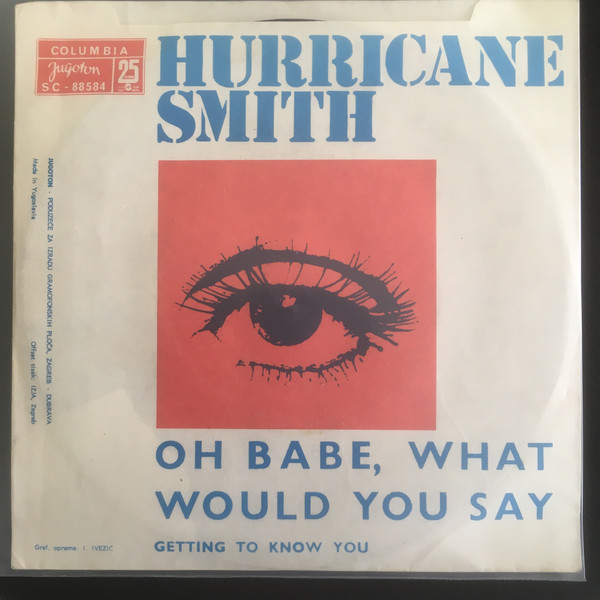 COLUMBIA
Jugoton
SC - 88584
25
HURRICANE
SMITH
JUGOTON - PODUZEĆE ZA IZRADU GRAMOFONSKIH PLOČA, ZAGREB - DUBRAVA
Made in Yugoslavia
Offset tisak: IZJA, Zagreb
OH BABE, WHAT
WOULD YOU SAY
Graf. oprema: I. IVEZIĆ
GETTING TO KNOW YOU